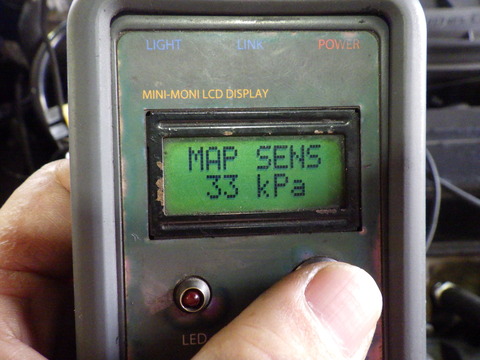 LIGHT LINK POWER
MINI-MONI LCD DISPLAY
MAP SENS
33 kPa
LED